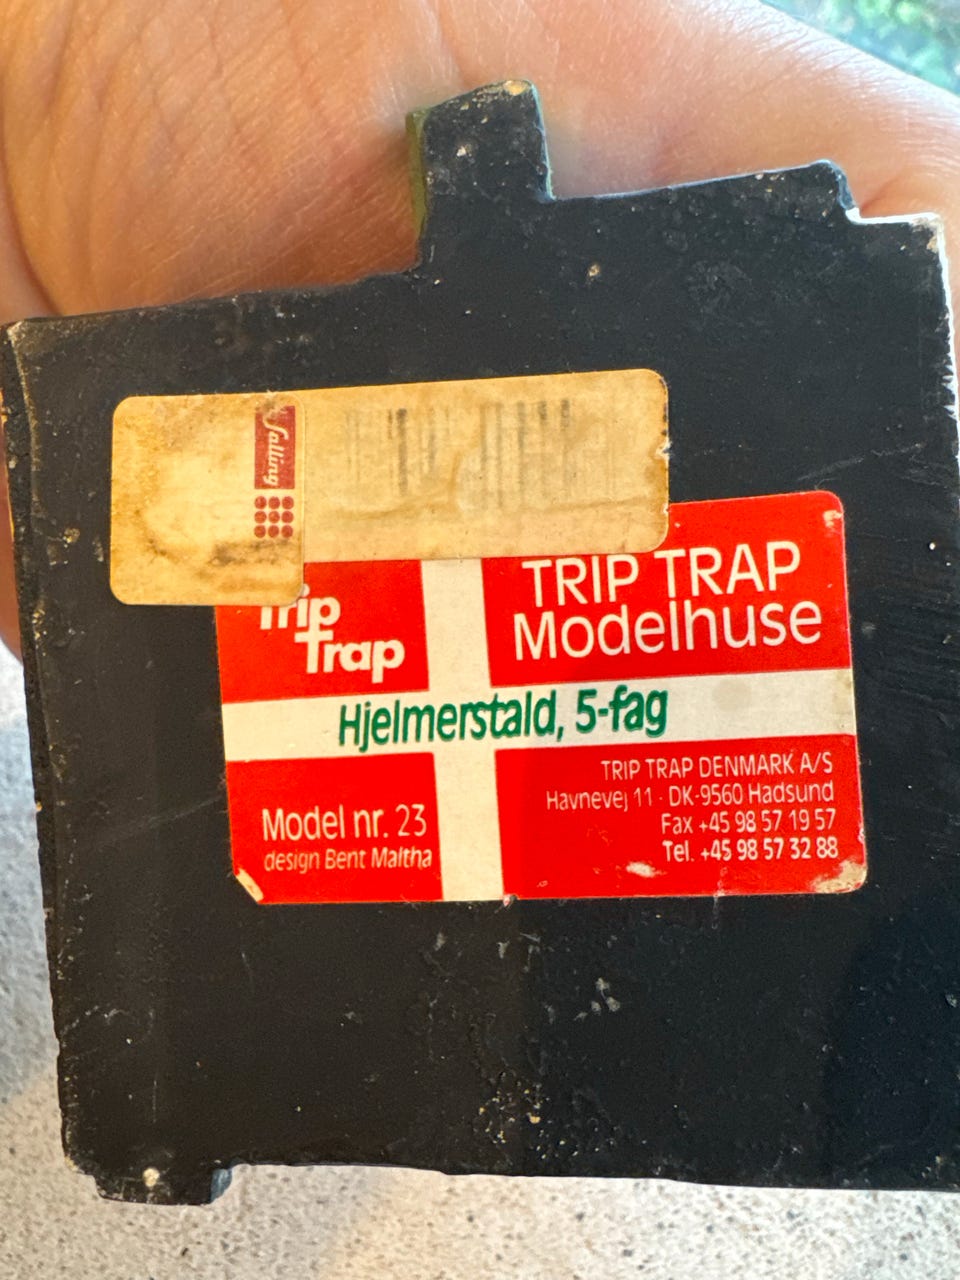 Salling
Trip
Trap
TRIP TRAP
Modelhuse
Hjelmerstald, 5-fag
Model nr. 23
design Bent Maltha
TRIP TRAP DENMARK A/S
Havnevej 11 · DK-9560 Hadsund
Fax +45 98 57 19 57
Tel. +45 98 57 32 88